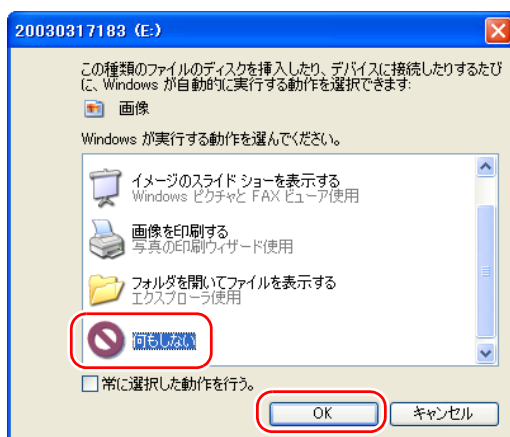 20030317183 (E:)
この種類のファイルのディスクを挿入したり、デバイスに接続したりするたび
に、Windows が自動的に実行する動作を選択できます:
画像
Windows が実行する動作を選んでください。
イメージのスライド ショーを表示する
Windows ピクチャと FAX ビューア使用
画像を印刷する
写真の印刷ウィザード使用
フォルダを開いてファイルを表示する
エクスプローラ使用
何もしない
常に選択した動作を行う。
OK
キャンセル